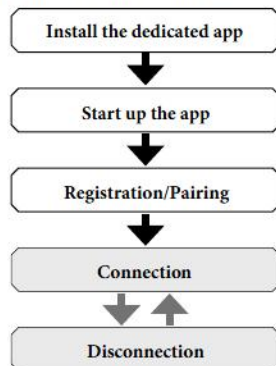 Install the dedicated app
Start up the app
Registration/Pairing
Connection
Disconnection